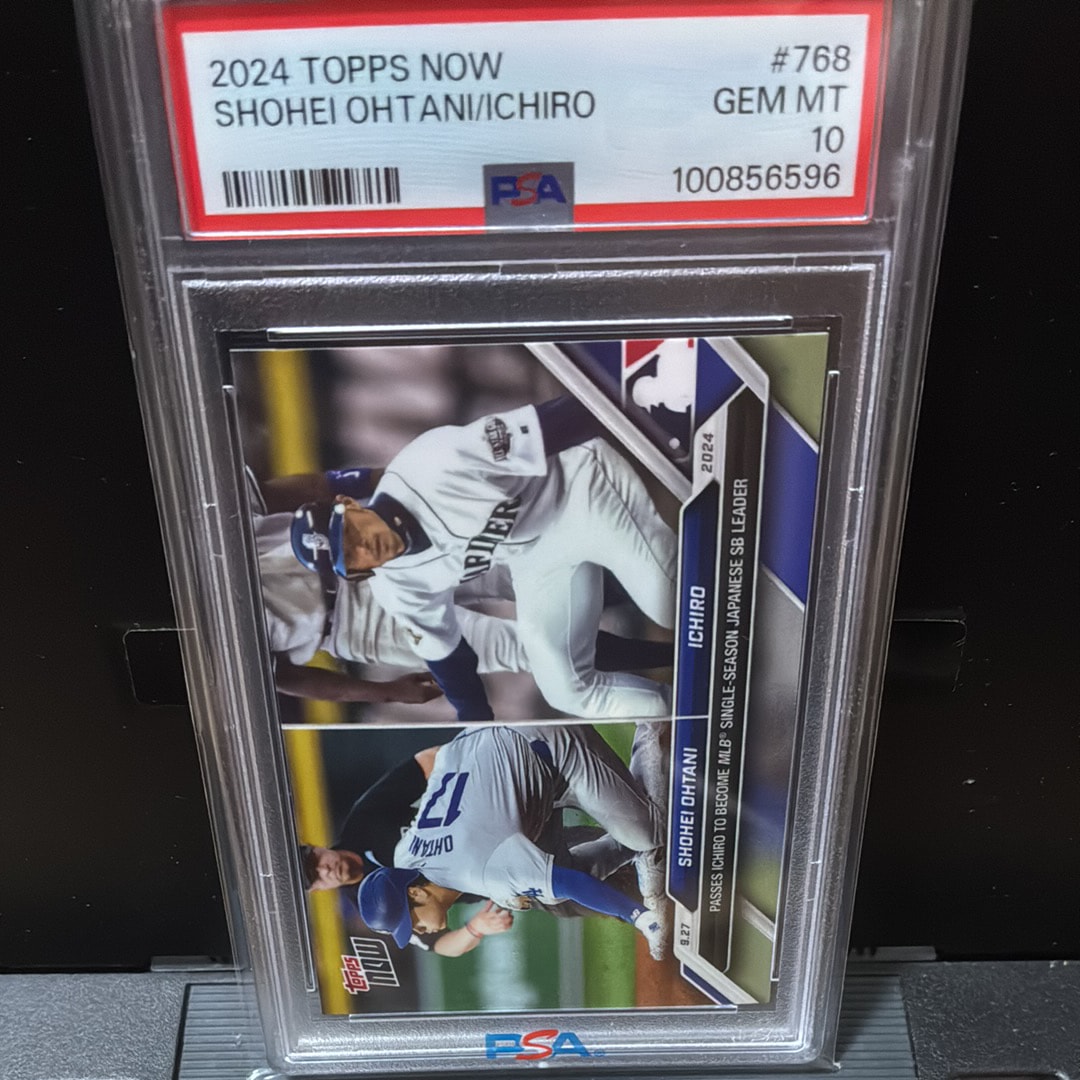 2024 TOPPS NOW
#768
SHOHEI OHTANI/ICHIRO
GEM MT
10
100856596
PSA
2024
ICHIRO
SHOHEI OHTANI
PASSES ICHIRO TO BECOME MLB® SINGLE-SEASON JAPANESE SB LEADER
9.27
OHTANI
17
TOPPS
NOW
PSA